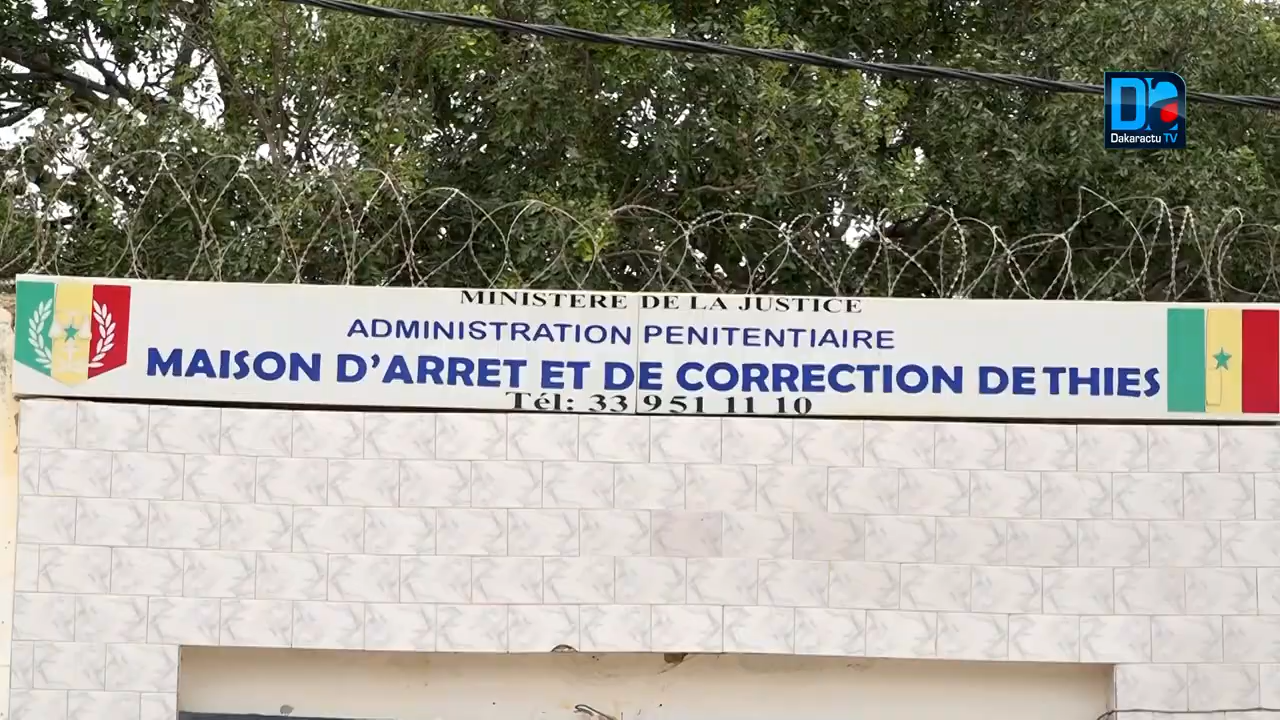 Dakaractu TV
MINISTERE DE LA JUSTICE
ADMINISTRATION PENITENTIAIRE
MAISON D'ARRET ET DE CORRECTION DE THIES
Tél: 33 951 11 10